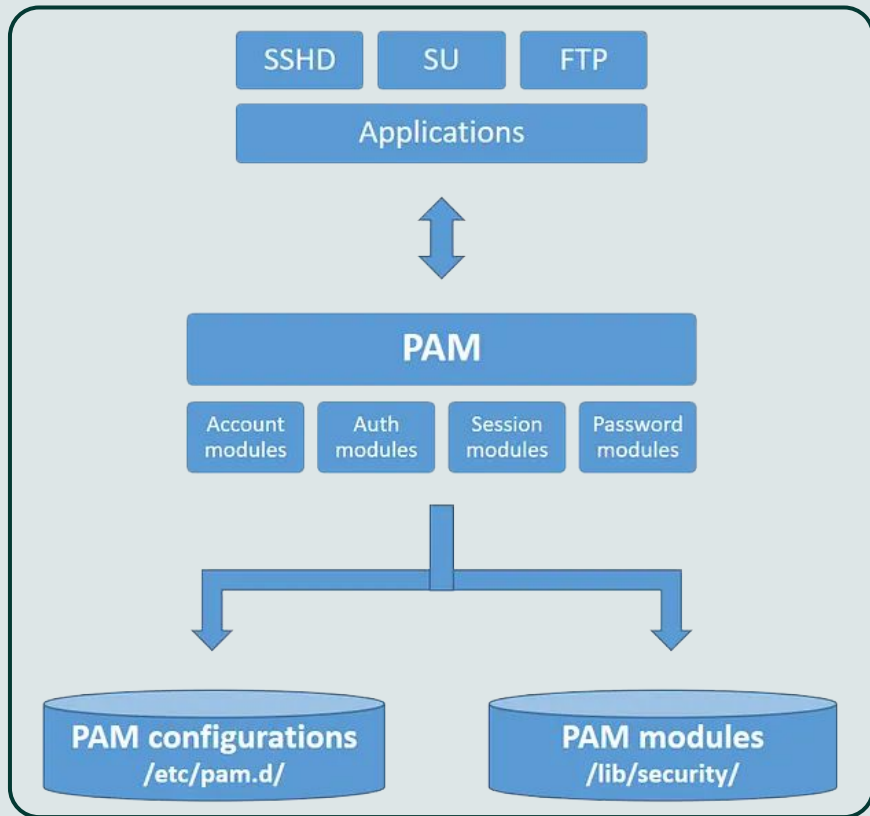 SSHD
SU
FTP
Applications
PAM
Account
modules
Auth
modules
Session
modules
Password
modules
PAM configurations
/etc/pam.d/
PAM modules
/lib/security/